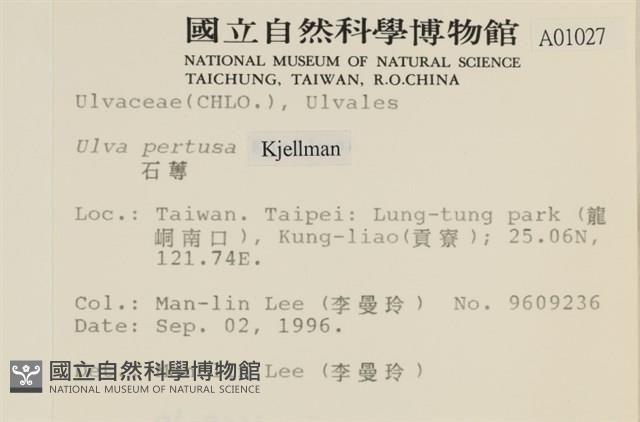 國立自然科學博物館 A01027
NATIONAL MUSEUM OF NATURAL SCIENCE
TAICHUNG, TAIWAN, R.O.CHINA
Ulvaceae(CHLO.), Ulvales
Ulva pertusa Kjellman
石蓴
Loc.: Taiwan. Taipei: Lung-tung park (龍
峒南口), Kung-liao(貢寮); 25.06N,
121.74E.
Col.: Man-lin Lee (李曼玲) No. 9609236
Date: Sep. 02, 1996.
Lee (李曼玲)
國立自然科學博物館
NATIONAL MUSEUM OF NATURAL SCIENCE